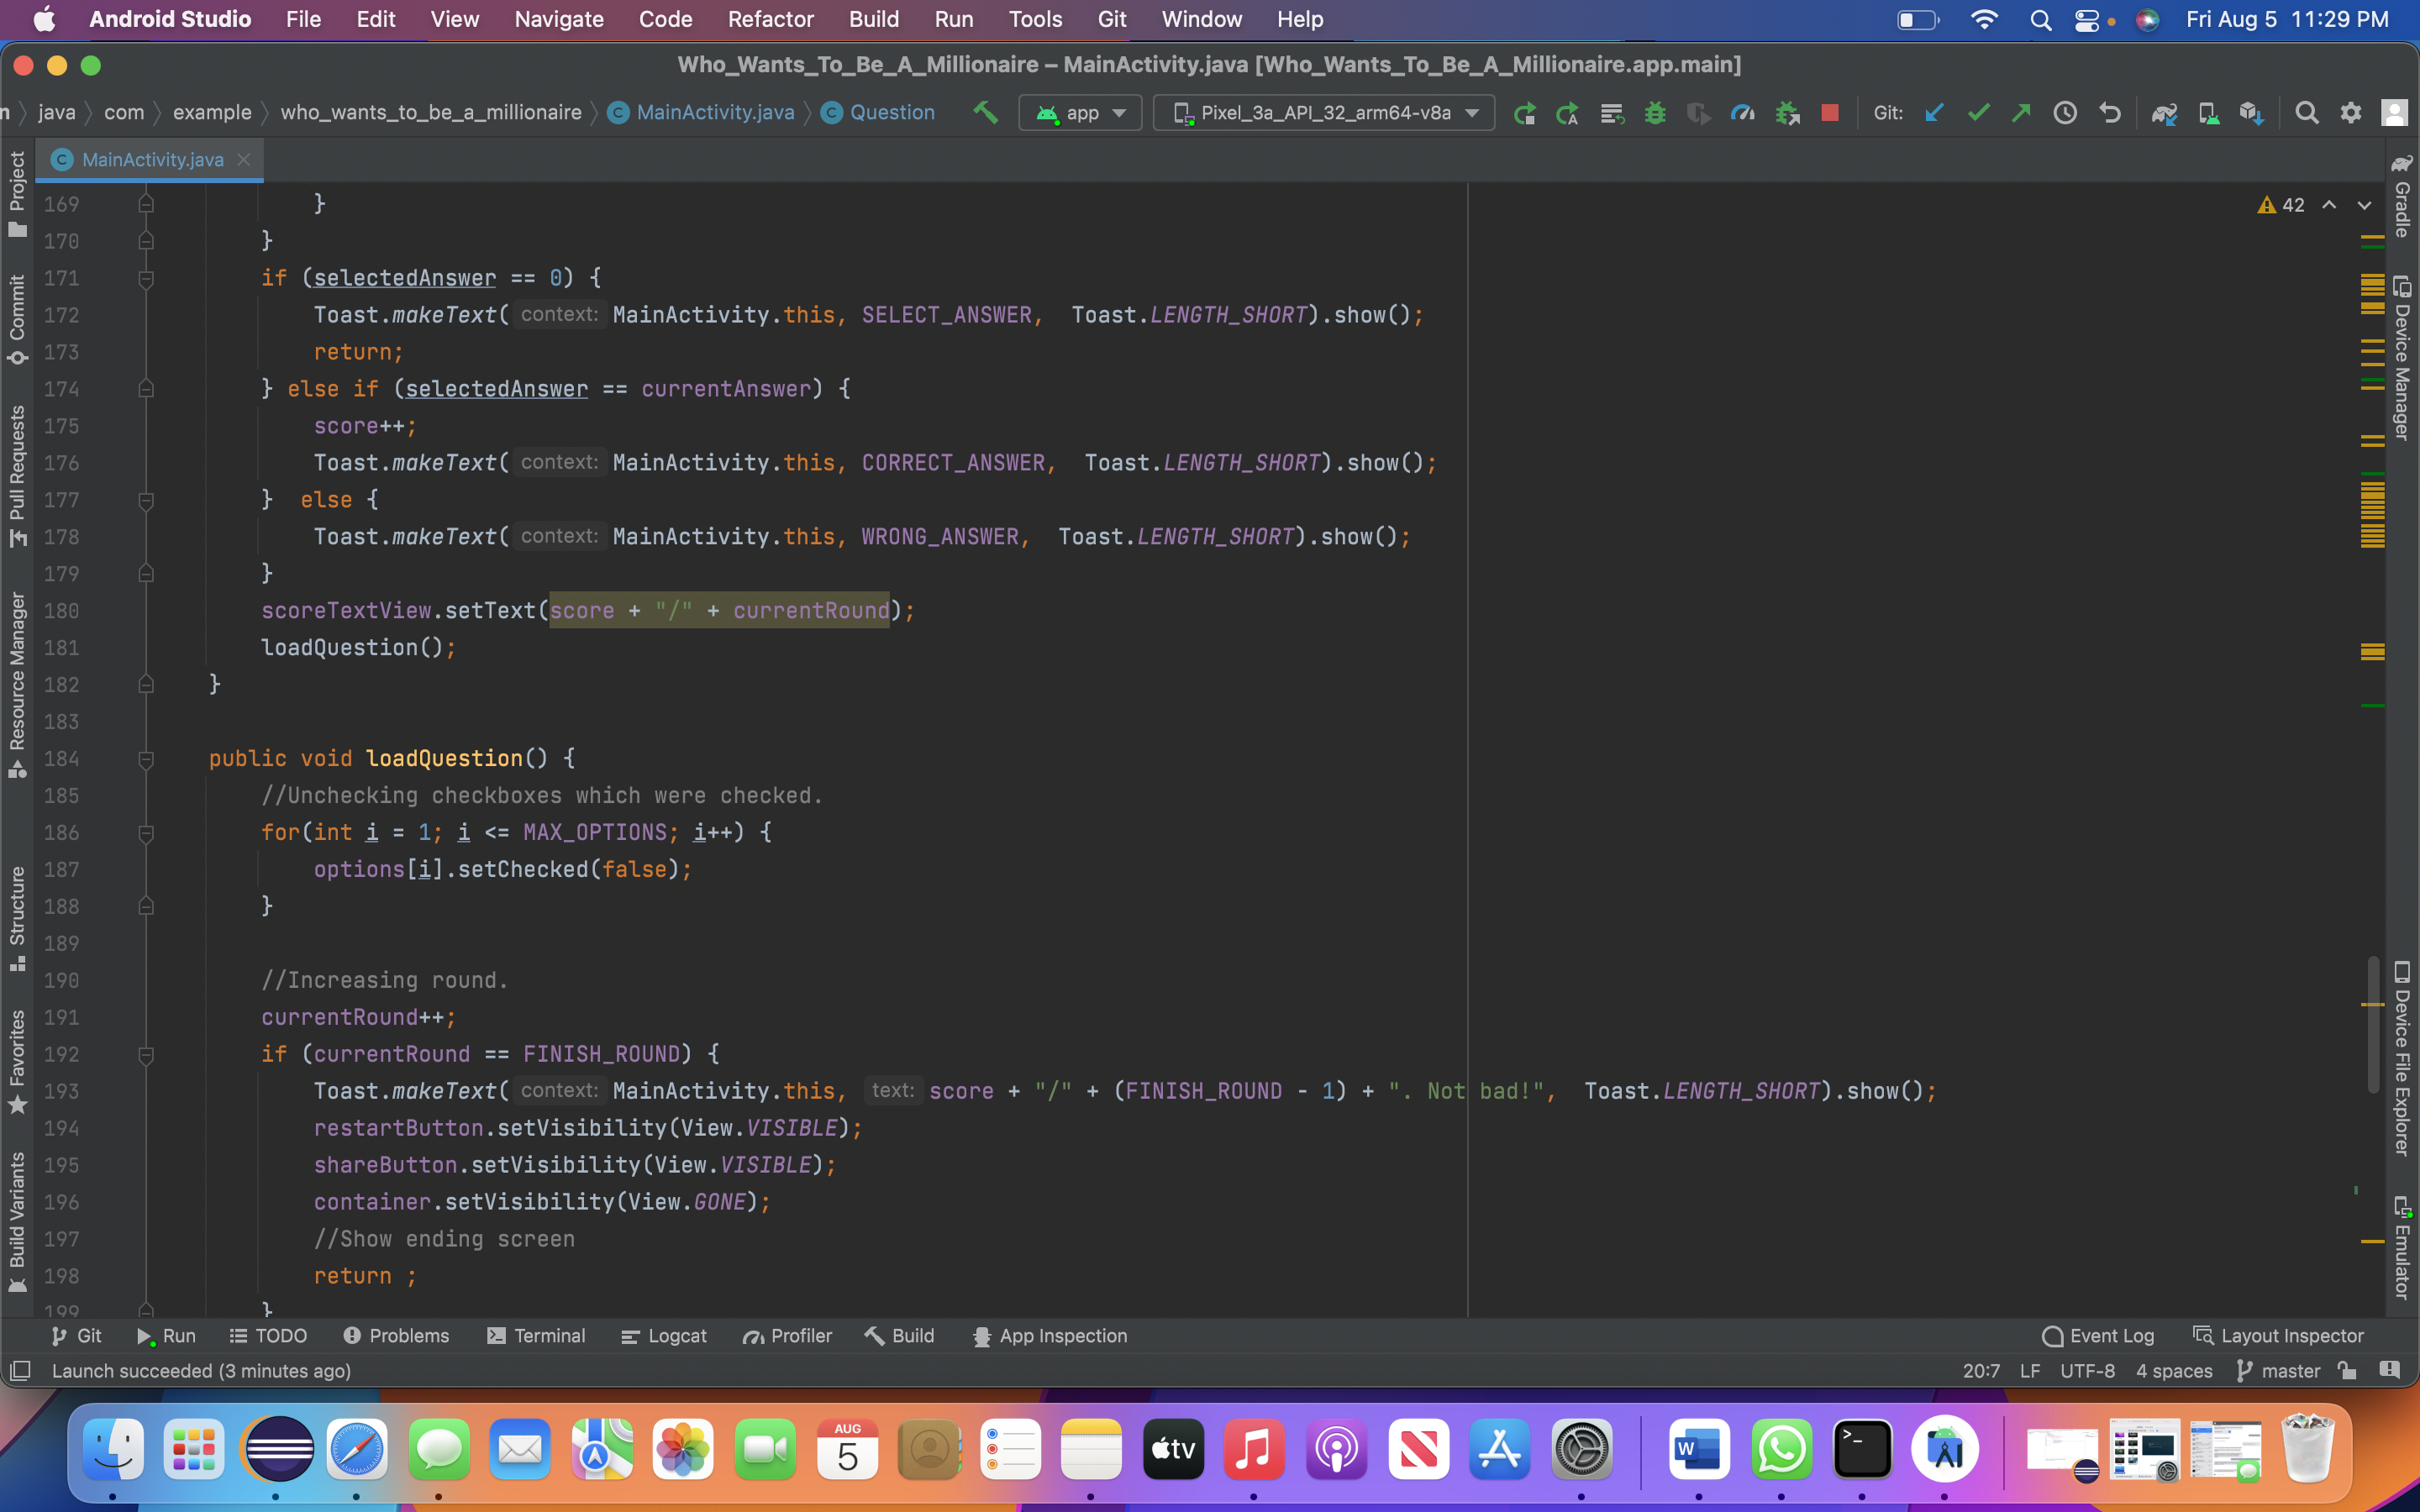 Android Studio File Edit View Navigate Code Refactor Build Run Tools Git Window Help Fri Aug 5 11:29 PM
Who_Wants_To_Be_A_Millionaire – MainActivity.java [Who_Wants_To_Be_A_Millionaire.app.main]
n java com example who_wants_to_be_a_millionaire C MainActivity.java C Question app Pixel_3a_API_32_arm64-v8a Git:
C MainActivity.java
169 }
42
170 }
171 if (selectedAnswer == 0) {
172 Toast.makeText( context: MainActivity.this, SELECT_ANSWER, Toast.LENGTH_SHORT).show();
173 return;
174 } else if (selectedAnswer == currentAnswer) {
175 score++;
176 Toast.makeText( context: MainActivity.this, CORRECT_ANSWER, Toast.LENGTH_SHORT).show();
177 } else {
178 Toast.makeText( context: MainActivity.this, WRONG_ANSWER, Toast.LENGTH_SHORT).show();
179 }
180 scoreTextView.setText(score + "/" + currentRound);
181 loadQuestion();
182 }
183
184 public void loadQuestion() {
185 //Unchecking checkboxes which were checked.
186 for(int i = 1; i <= MAX_OPTIONS; i++) {
187 options[i].setChecked(false);
188 }
189
190 //Increasing round.
191 currentRound++;
192 if (currentRound == FINISH_ROUND) {
193 Toast.makeText( context: MainActivity.this, text: score + "/" + (FINISH_ROUND - 1) + ". Not bad!", Toast.LENGTH_SHORT).show();
194 restartButton.setVisibility(View.VISIBLE);
195 shareButton.setVisibility(View.VISIBLE);
196 container.setVisibility(View.GONE);
197 //Show ending screen
198 return ;
199 }
Project
Commit
Pull Requests
Resource Manager
Structure
Favorites
Build Variants
Gradle
Device Manager
Device File Explorer
Emulator
Git Run TODO Problems Terminal Logcat Profiler Build App Inspection Event Log Layout Inspector
Launch succeeded (3 minutes ago) 20:7 LF UTF-8 4 spaces master
AUG
5
tv
W